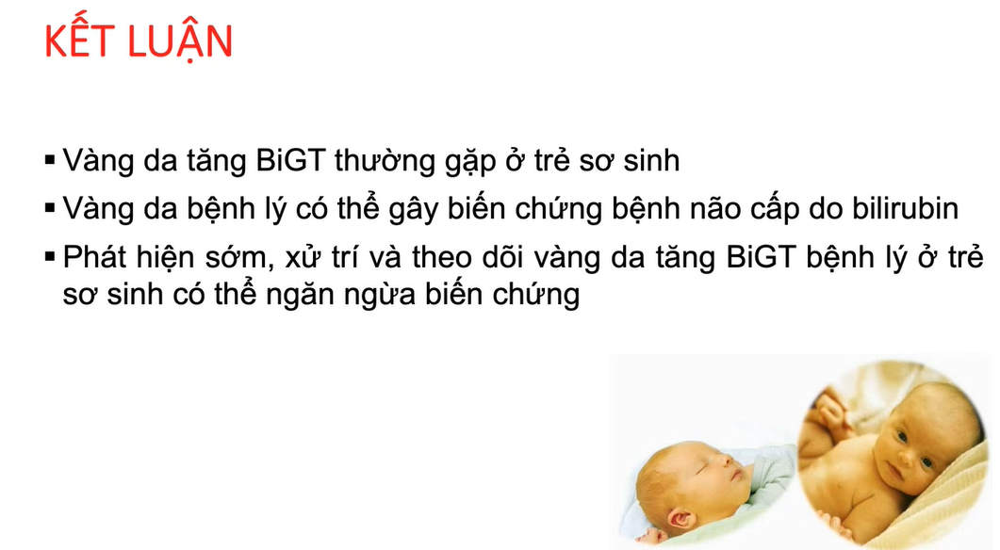 KẾT LUẬN
▪ Vàng da tăng BiGT thường gặp ở trẻ sơ sinh
▪ Vàng da bệnh lý có thể gây biến chứng bệnh não cấp do bilirubin
▪ Phát hiện sớm, xử trí và theo dõi vàng da tăng BiGT bệnh lý ở trẻ
sơ sinh có thể ngăn ngừa biến chứng